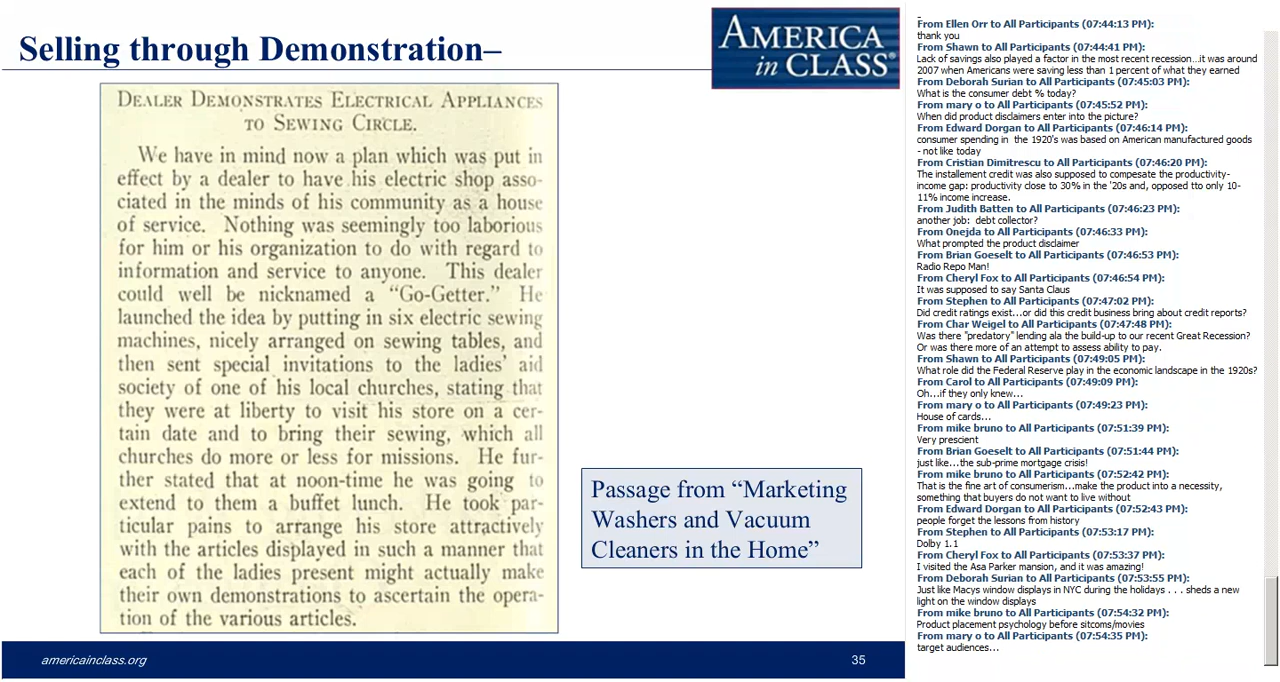 Selling through Demonstration–
AMERICA
in CLASS®
DEALER DEMONSTRATES ELECTRICAL APPLIANCES
TO SEWING CIRCLE.
We have in mind now a plan which was put in
effect by a dealer to have his electric shop asso-
ciated in the minds of his community as a house
of service. Nothing was seemingly too laborious
for him or his organization to do with regard to
information and service to anyone. This dealer
could well be nicknamed a “Go-Getter.” He
launched the idea by putting in six electric sewing
machines, nicely arranged on sewing tables, and
then sent special invitations to the ladies’ aid
society of one of his local churches, stating that
they were at liberty to visit his store on a cer-
tain date and to bring their sewing, which all
churches do more or less for missions. He fur-
ther stated that at noon-time he was going to
extend to them a buffet lunch. He took par-
ticular pains to arrange his store attractively
with the articles displayed in such a manner that
each of the ladies present might actually make
their own demonstrations to ascertain the opera-
tion of the various articles.
Passage from “Marketing
Washers and Vacuum
Cleaners in the Home”
americainclass.org
35
From Ellen Orr to All Participants (07:44:13 PM):
thank you
From Shawn to All Participants (07:44:41 PM):
Lack of savings also played a factor in the most recent recession...it was around
2007 when Americans were saving less than 1 percent of what they earned
From Deborah Surian to All Participants (07:45:03 PM):
What is the consumer debt % today?
From mary o to All Participants (07:45:52 PM):
When did product disclaimers enter into the picture?
From Edward Dorgan to All Participants (07:46:14 PM):
consumer spending in the 1920's was based on American manufactured goods
- not like today
From Cristian Dimitrescu to All Participants (07:46:20 PM):
The installement credit was also supposed to compesate the productivity-
income gap: productivity close to 30% in the '20s and, opposed tto only 10-
11% income increase.
From Judith Batten to All Participants (07:46:23 PM):
another job: debt collector?
From Onejda to All Participants (07:46:33 PM):
What prompted the product disclaimer
From Brian Goeselt to All Participants (07:46:53 PM):
Radio Repo Man!
From Cheryl Fox to All Participants (07:46:54 PM):
It was supposed to say Santa Claus
From Stephen to All Participants (07:47:02 PM):
Did credit ratings exist...or did this credit business bring about credit reports?
From Char Weigel to All Participants (07:47:48 PM):
Was there "predatory" lending ala the build-up to our recent Great Recession?
Or was there more of an attempt to assess ability to pay.
From Shawn to All Participants (07:49:05 PM):
What role did the Federal Reserve play in the economic landscape in the 1920s?
From Carol to All Participants (07:49:09 PM):
Oh...if they only knew...
From mary o to All Participants (07:49:23 PM):
House of cards...
From mike bruno to All Participants (07:51:39 PM):
Very prescient
From Brian Goeselt to All Participants (07:51:44 PM):
just like...the sub-prime mortgage crisis!
From mike bruno to All Participants (07:52:42 PM):
That is the fine art of consumerism...make the product into a necessity,
something that buyers do not want to live without
From Edward Dorgan to All Participants (07:52:43 PM):
people forget the lessons from history
From Stephen to All Participants (07:53:17 PM):
Dolby 1.1
From Cheryl Fox to All Participants (07:53:37 PM):
I visited the Asa Parker mansion, and it was amazing!
From Deborah Surian to All Participants (07:53:55 PM):
Just like Macys window displays in NYC during the holidays . . . sheds a new
light on the window displays
From mike bruno to All Participants (07:54:32 PM):
Product placement psychology before sitcoms/movies
From mary o to All Participants (07:54:35 PM):
target audiences...